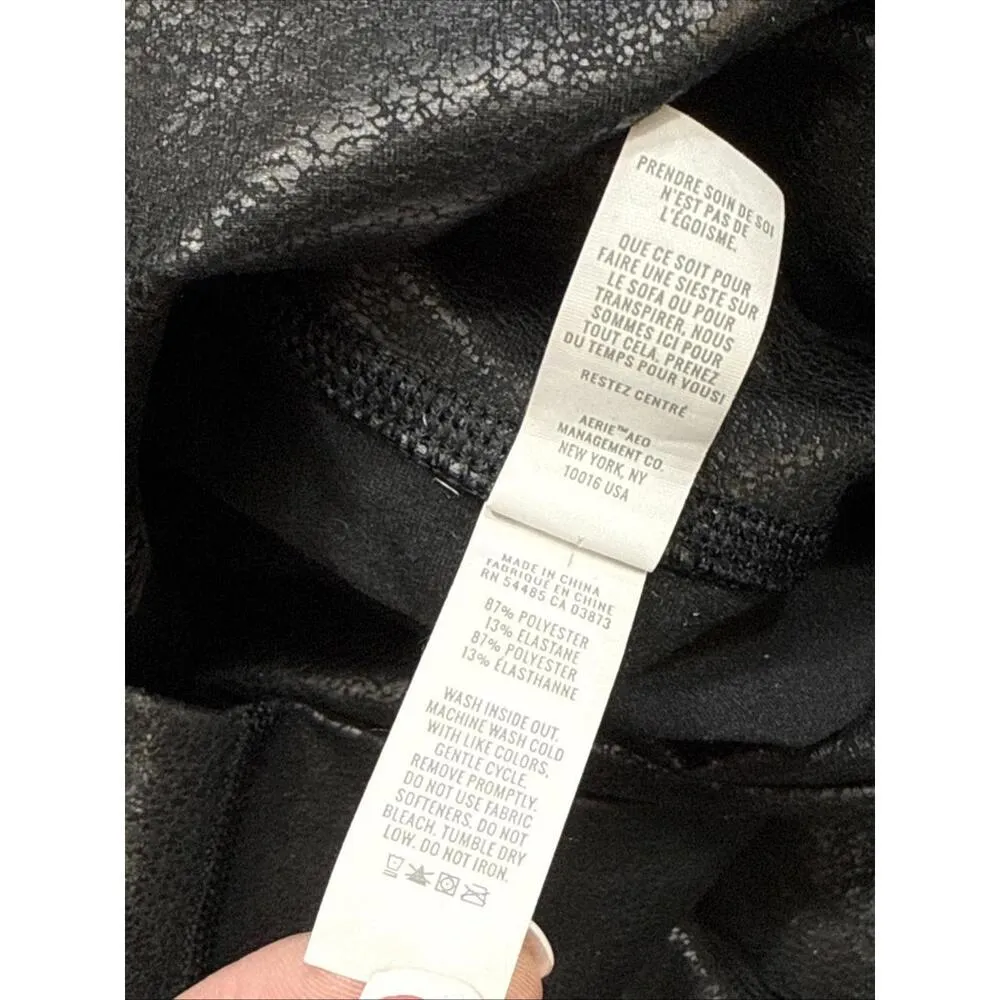 PRENDRE SOIN DE SOI
N'EST PAS DE
L'ÉGOISME.
QUE CE SOIT POUR
FAIRE UNE SIESTE SUR
LE SOFA OU POUR
TRANSPIRER, NOUS
SOMMES ICI POUR
TOUT CELA. PRENEZ
DU TEMPS POUR VOUS!
RESTEZ CENTRÉ
AERIE™AEO
MANAGEMENT CO.
NEW YORK, NY
10016 USA
MADE IN CHINA
FABRIQUÉ EN CHINE
RN 54485 CA 03873
87% POLYESTER
13% ELASTANE
87% POLYESTER
13% ÉLASTHANNE
WASH INSIDE OUT.
MACHINE WASH COLD
WITH LIKE COLORS,
GENTLE CYCLE.
REMOVE PROMPTLY.
DO NOT USE FABRIC
SOFTENERS. DO NOT
BLEACH. TUMBLE DRY
LOW. DO NOT IRON.